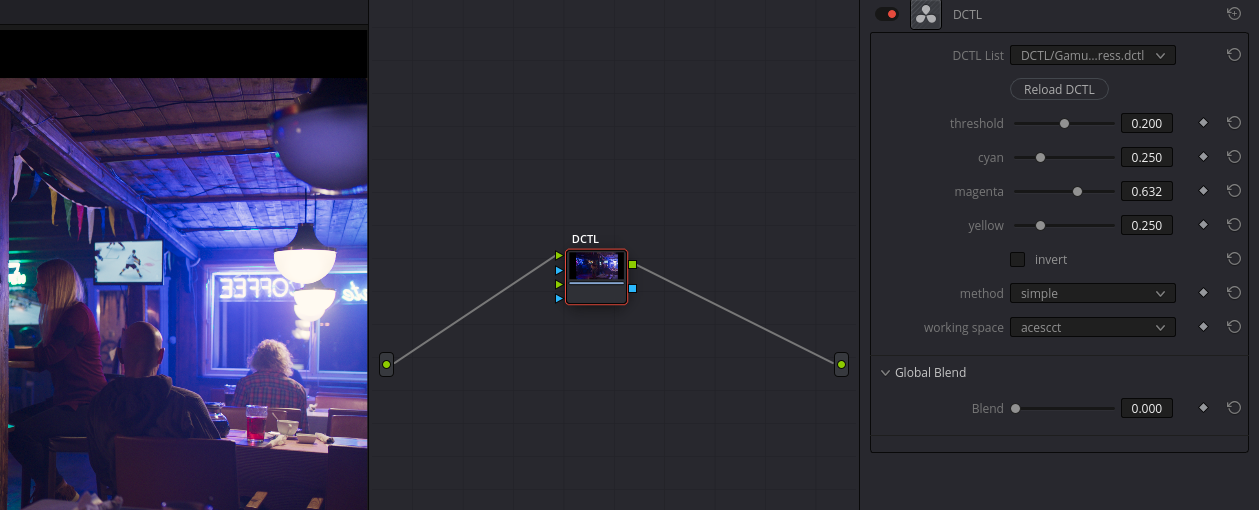 DCTL
DCTL List DCTL/Gamu...ress.dctl
Reload DCTL
threshold 0.200
cyan 0.250
magenta 0.632
yellow 0.250
invert
method simple
working space acescct
Global Blend
Blend 0.000
DCTL
COFFEE